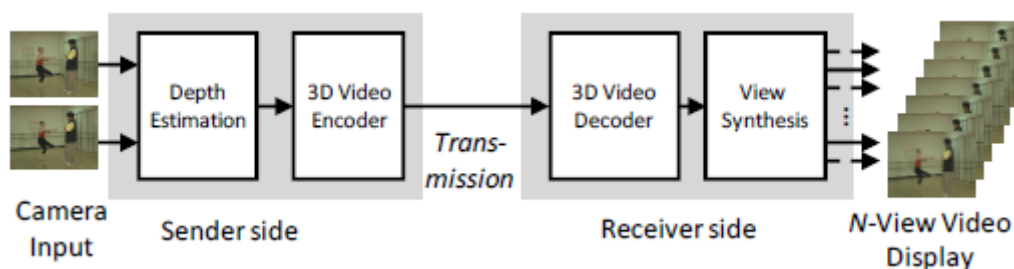 Depth
Estimation
3D Video
Encoder
Trans-
mission
3D Video
Decoder
View
Synthesis
...
Camera
Input
Sender side
Receiver side
N-View Video
Display